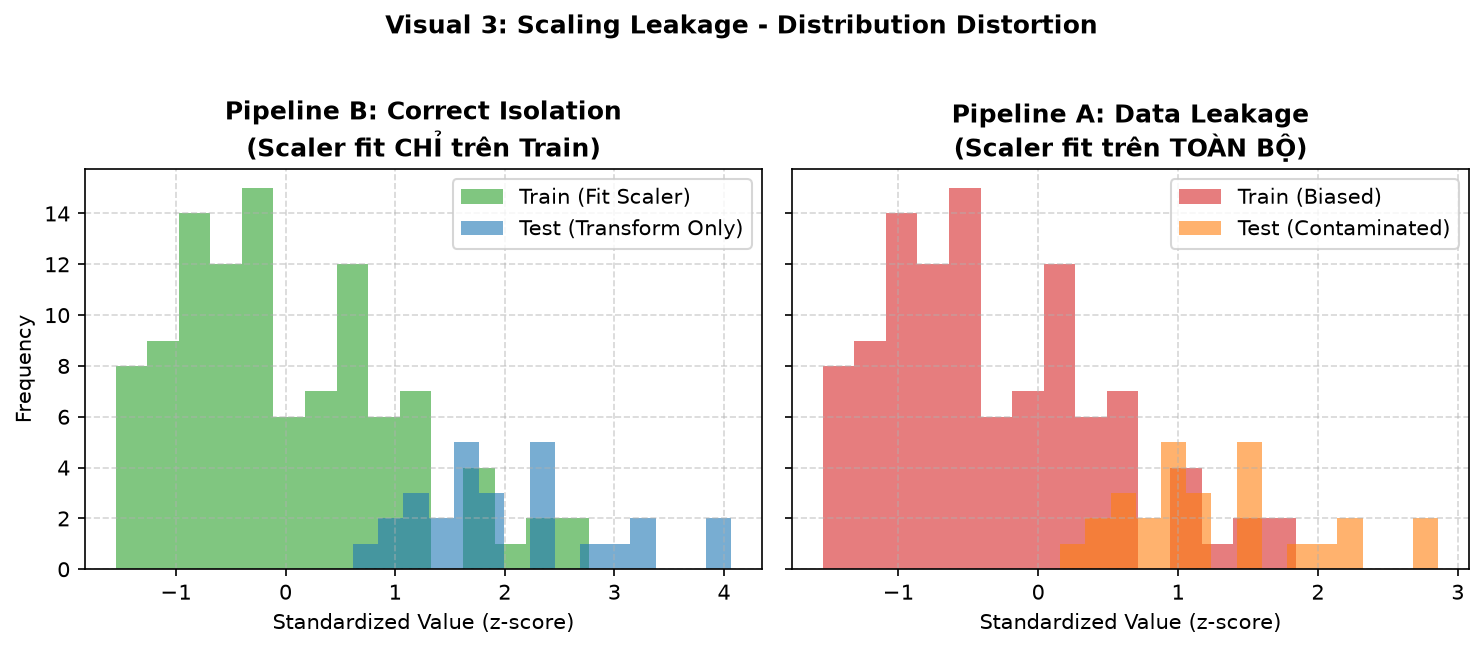 Visual 3: Scaling Leakage - Distribution Distortion
Pipeline B: Correct Isolation
(Scaler fit CHỈ trên Train)
Train (Fit Scaler)
Test (Transform Only)
Frequency
14
12
10
8
6
4
2
0
−1
0
1
2
3
4
Standardized Value (z-score)
Pipeline A: Data Leakage
(Scaler fit trên TOÀN BỘ)
Train (Biased)
Test (Contaminated)
−1
0
1
2
3
Standardized Value (z-score)